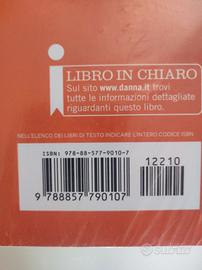 i
LIBRO IN CHIARO
Sul sito www.danna.it trovi
tutte le informazioni dettagliate
riguardanti questo libro.
NELL'ELENCO DEI LIBRI DI TESTO INDICARE L'INTERO CODICE ISBN
ISBN: 978-88-577-9010-7
12210
9 788857 790107
subito